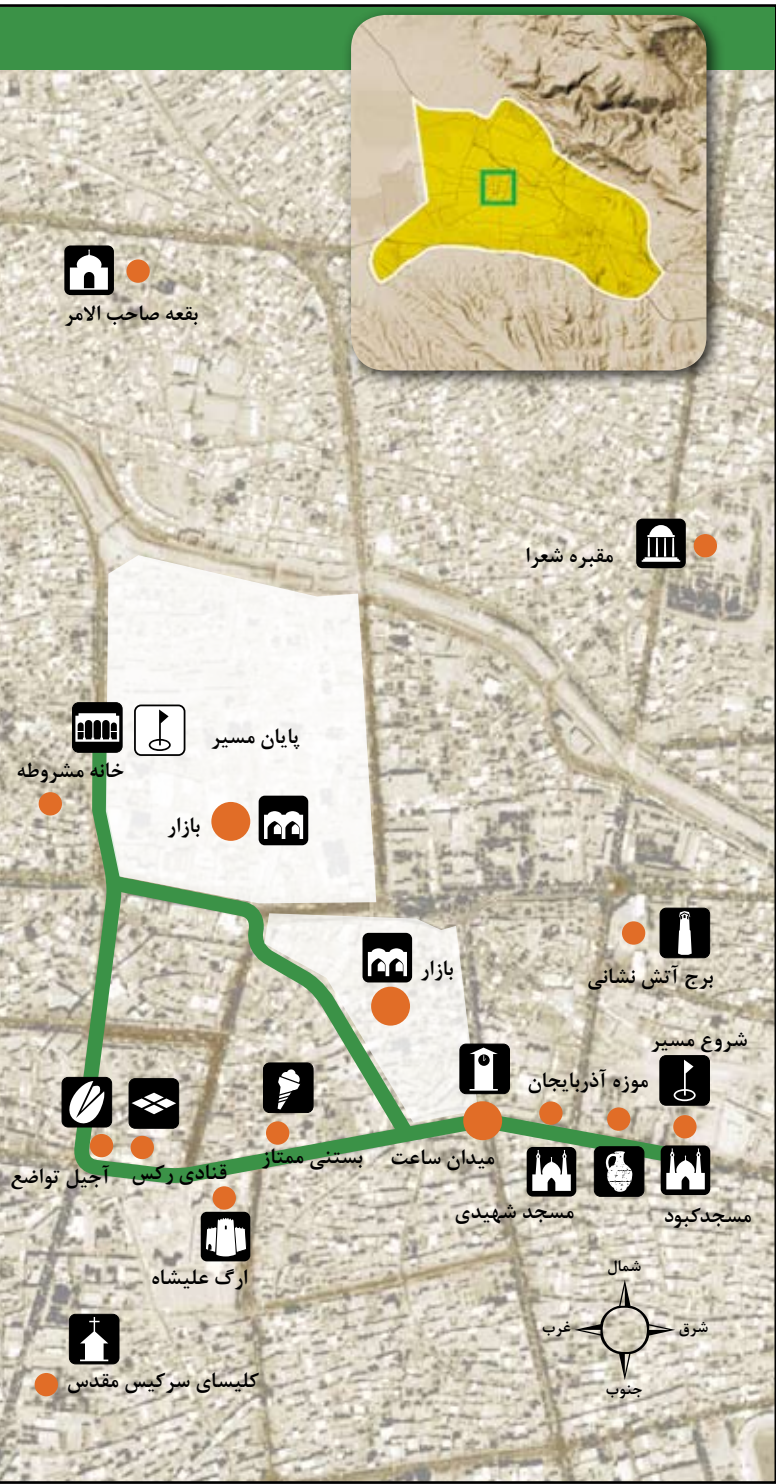 بقعه صاحب الامر
مقبره شعرا
پایان مسیر
خانه مشروطه
بازار
بازار
برج آتش نشانی
شروع مسیر
موزه آذربایجان
میدان ساعت
بستنی ممتاز
قنادی رکس
آجیل تواضع
مسجدکبود
مسجد شهیدی
ارگ علیشاه
کلیسای سرکیس مقدس
شمال
شرق
غرب
جنوب